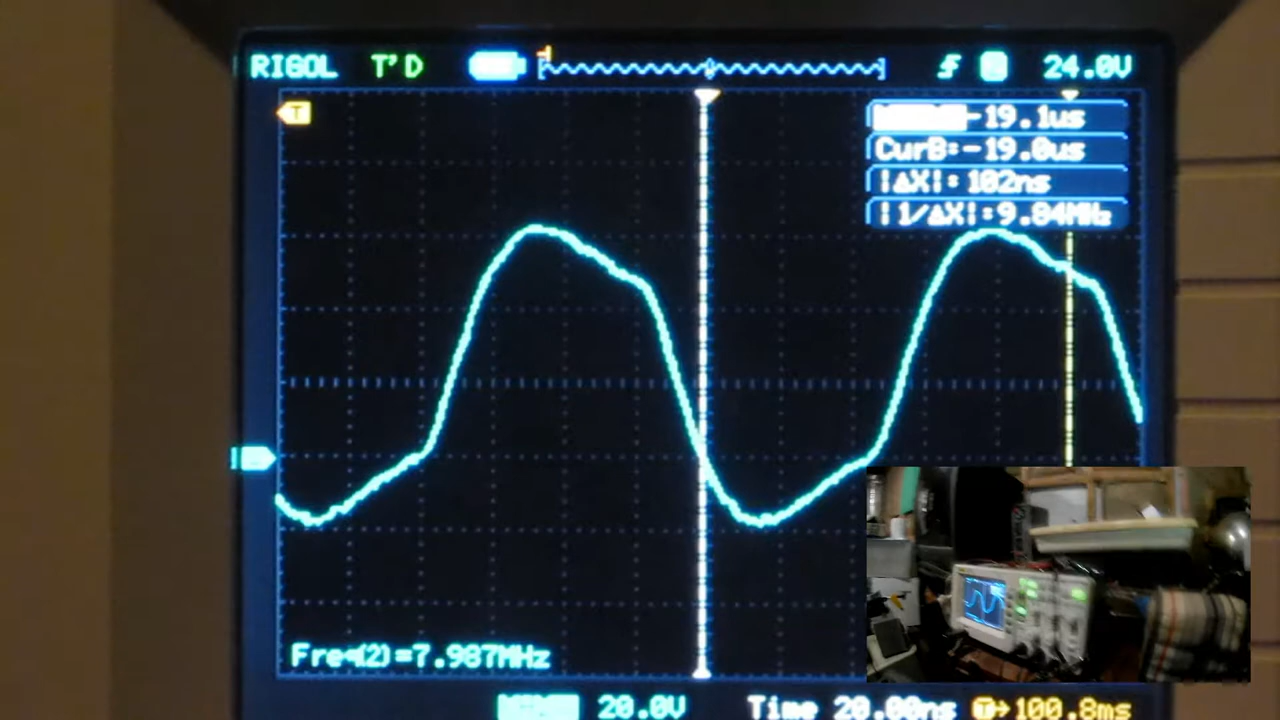 RIGOL T'D 24.0V
T
-19.1us
CurB:-19.0us
|ΔX|: 102ns
|1/ΔX|:9.84MHz
Freq(2)=7.987MHz
20.0V Time 20.00ns T→100.8ms